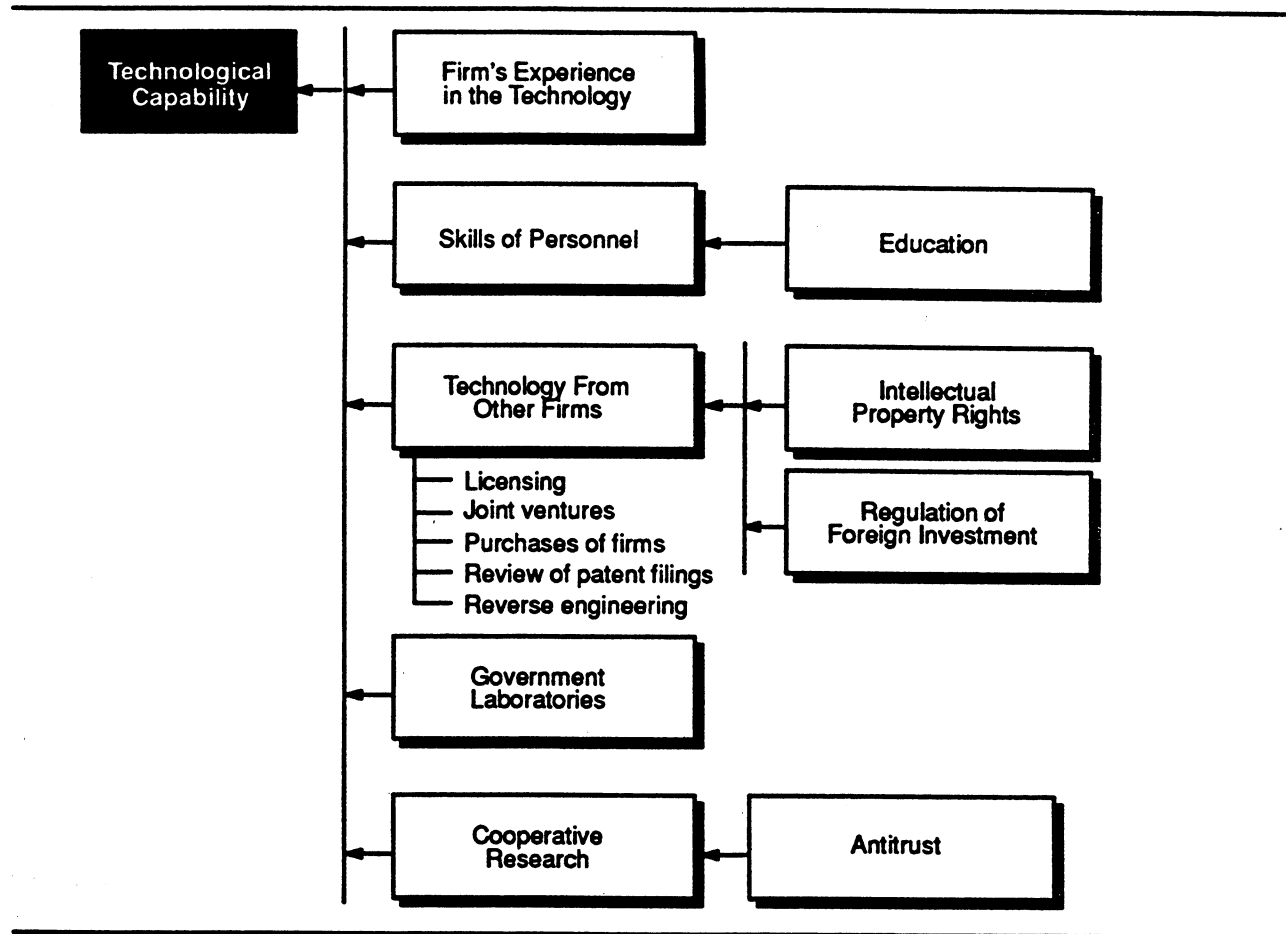 Technological
Capability
Firm's Experience
in the Technology
Skills of Personnel
Education
Technology From
Other Firms
Intellectual
Property Rights
Licensing
Joint ventures
Purchases of firms
Review of patent filings
Reverse engineering
Regulation of
Foreign Investment
Government
Laboratories
Cooperative
Research
Antitrust